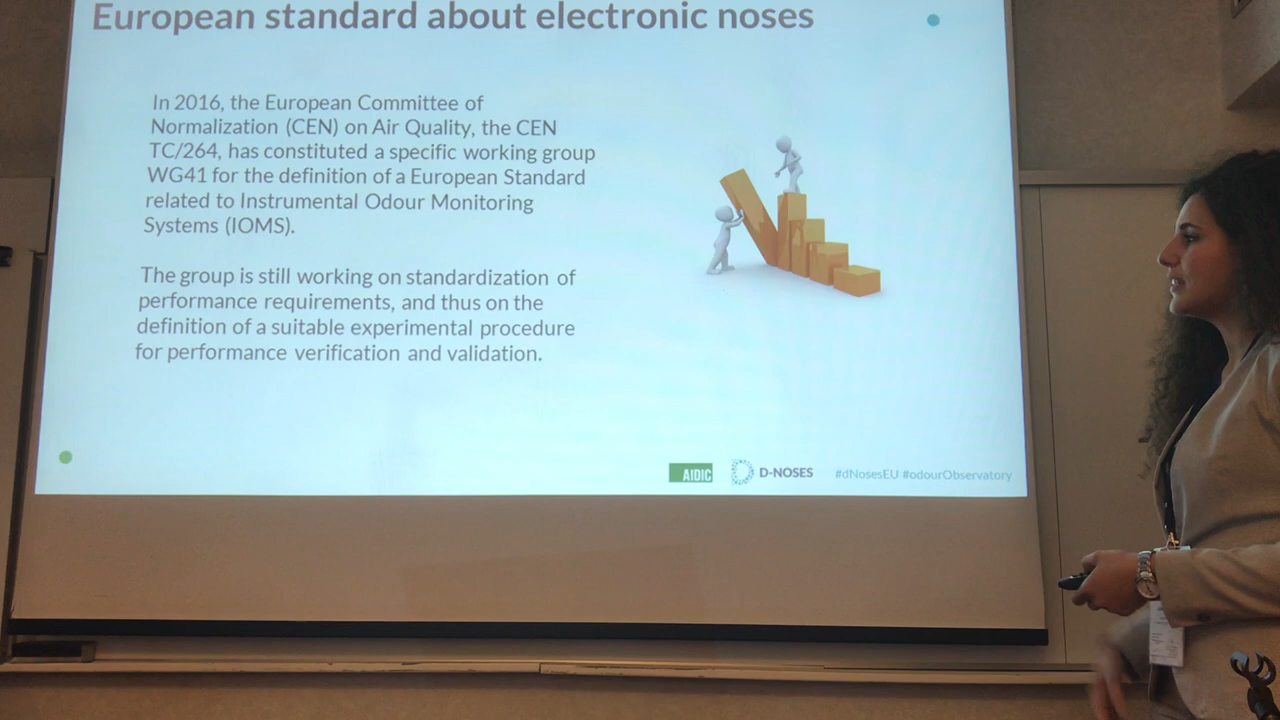 European standard about electronic noses
In 2016, the European Committee of
Normalization (CEN) on Air Quality, the CEN
TC/264, has constituted a specific working group
WG41 for the definition of a European Standard
related to Instrumental Odour Monitoring
Systems (IOMS).
The group is still working on standardization of
performance requirements, and thus on the
definition of a suitable experimental procedure
for performance verification and validation.
AIDIC D-NOSES #dNosesEU #odourObservatory